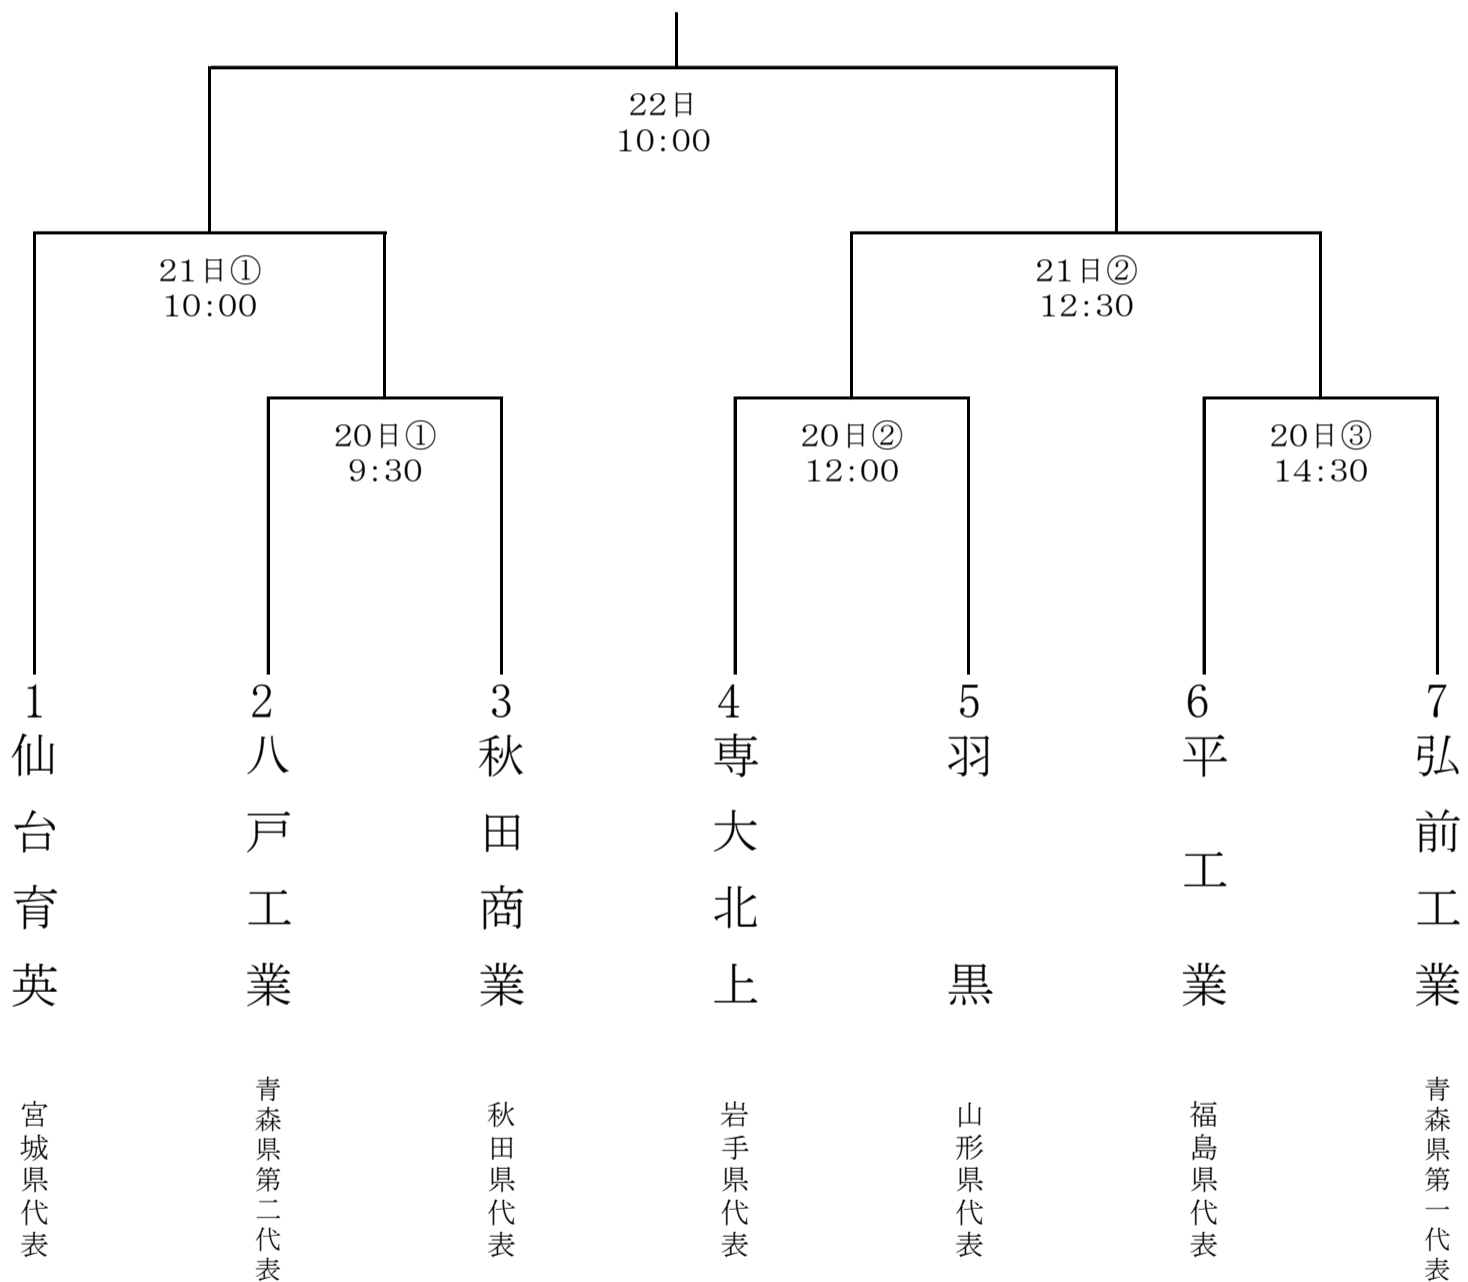 22日
10:00
21日①
10:00
21日②
12:30
20日①
9:30
20日②
12:00
20日③
14:30
1
仙台育英
宮城県代表
2
八戸工業
青森県第二代表
3
秋田商業
秋田県代表
4
専大北上
岩手県代表
5
羽黒
山形県代表
6
平工業
福島県代表
7
弘前工業
青森県第一代表